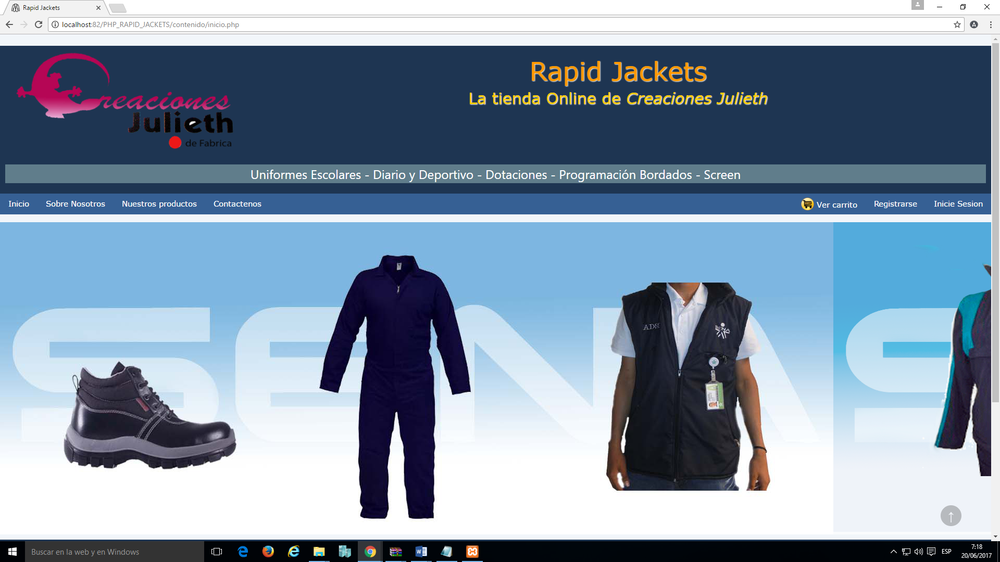 Rapid Jackets
localhost:82/PHP_RAPID_JACKETS/contenido/inicio.php
Creaciones
Julieth
de Fabrica
Rapid Jackets
La tienda Online de Creaciones Julieth
Uniformes Escolares - Diario y Deportivo - Dotaciones - Programación Bordados - Screen
Inicio Sobre Nosotros Nuestros productos Contactenos Ver carrito Registrarse Inicie Sesion
SENA
S
ADSI
SENA
Buscar en la web y en Windows
ESP
7:18
20/06/2017